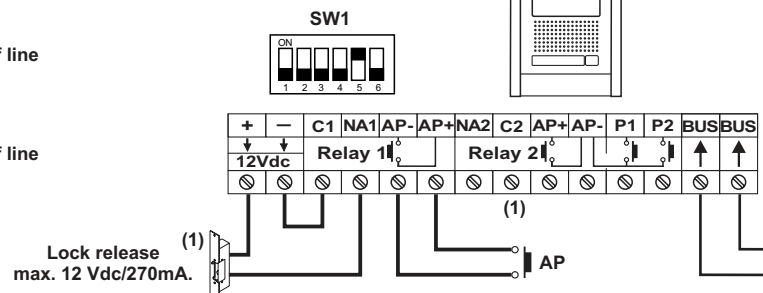 SW1
ON
1 2 3 4 5 6
line
line
+ — C1 NA1 AP- AP+ NA2 C2 AP+ AP- P1 P2 BUS BUS
12Vdc Relay 1 Relay 2
(1)
(1)
Lock release
max. 12 Vdc/270mA.
AP